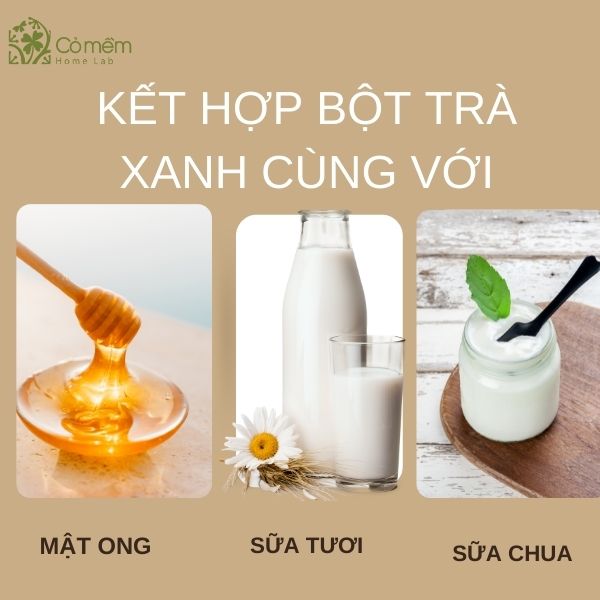 Cỏ mềm
Home Lab
KẾT HỢP BỘT TRÀ
XANH CÙNG VỚI
MẬT ONG
SỮA TƯƠI
SỮA CHUA